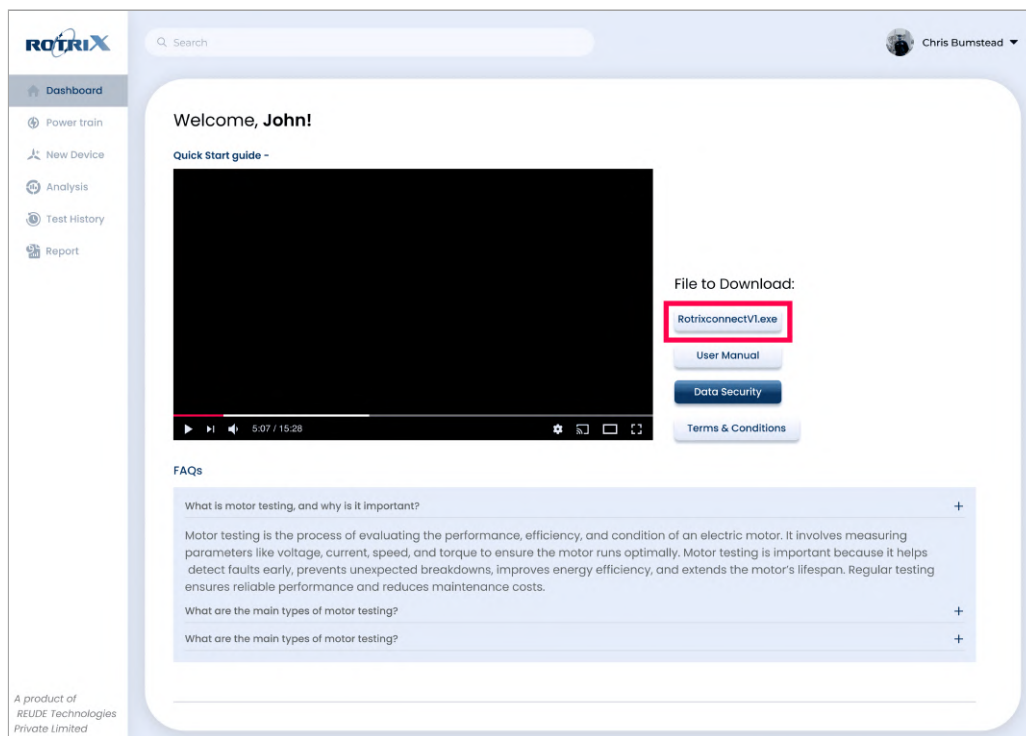 ROTRIX
Search
Chris Bumstead
Dashboard
Power train
New Device
Analysis
Test History
Report
Welcome, John!
Quick Start guide -
5:07 / 15:28
File to Download:
RotrixconnectV1.exe
User Manual
Data Security
Terms & Conditions
FAQs
What is motor testing, and why is it important?
Motor testing is the process of evaluating the performance, efficiency, and condition of an electric motor. It involves measuring
parameters like voltage, current, speed, and torque to ensure the motor runs optimally. Motor testing is important because it helps
detect faults early, prevents unexpected breakdowns, improves energy efficiency, and extends the motor's lifespan. Regular testing
ensures reliable performance and reduces maintenance costs.
What are the main types of motor testing?
What are the main types of motor testing?
A product of
REUDE Technologies
Private Limited